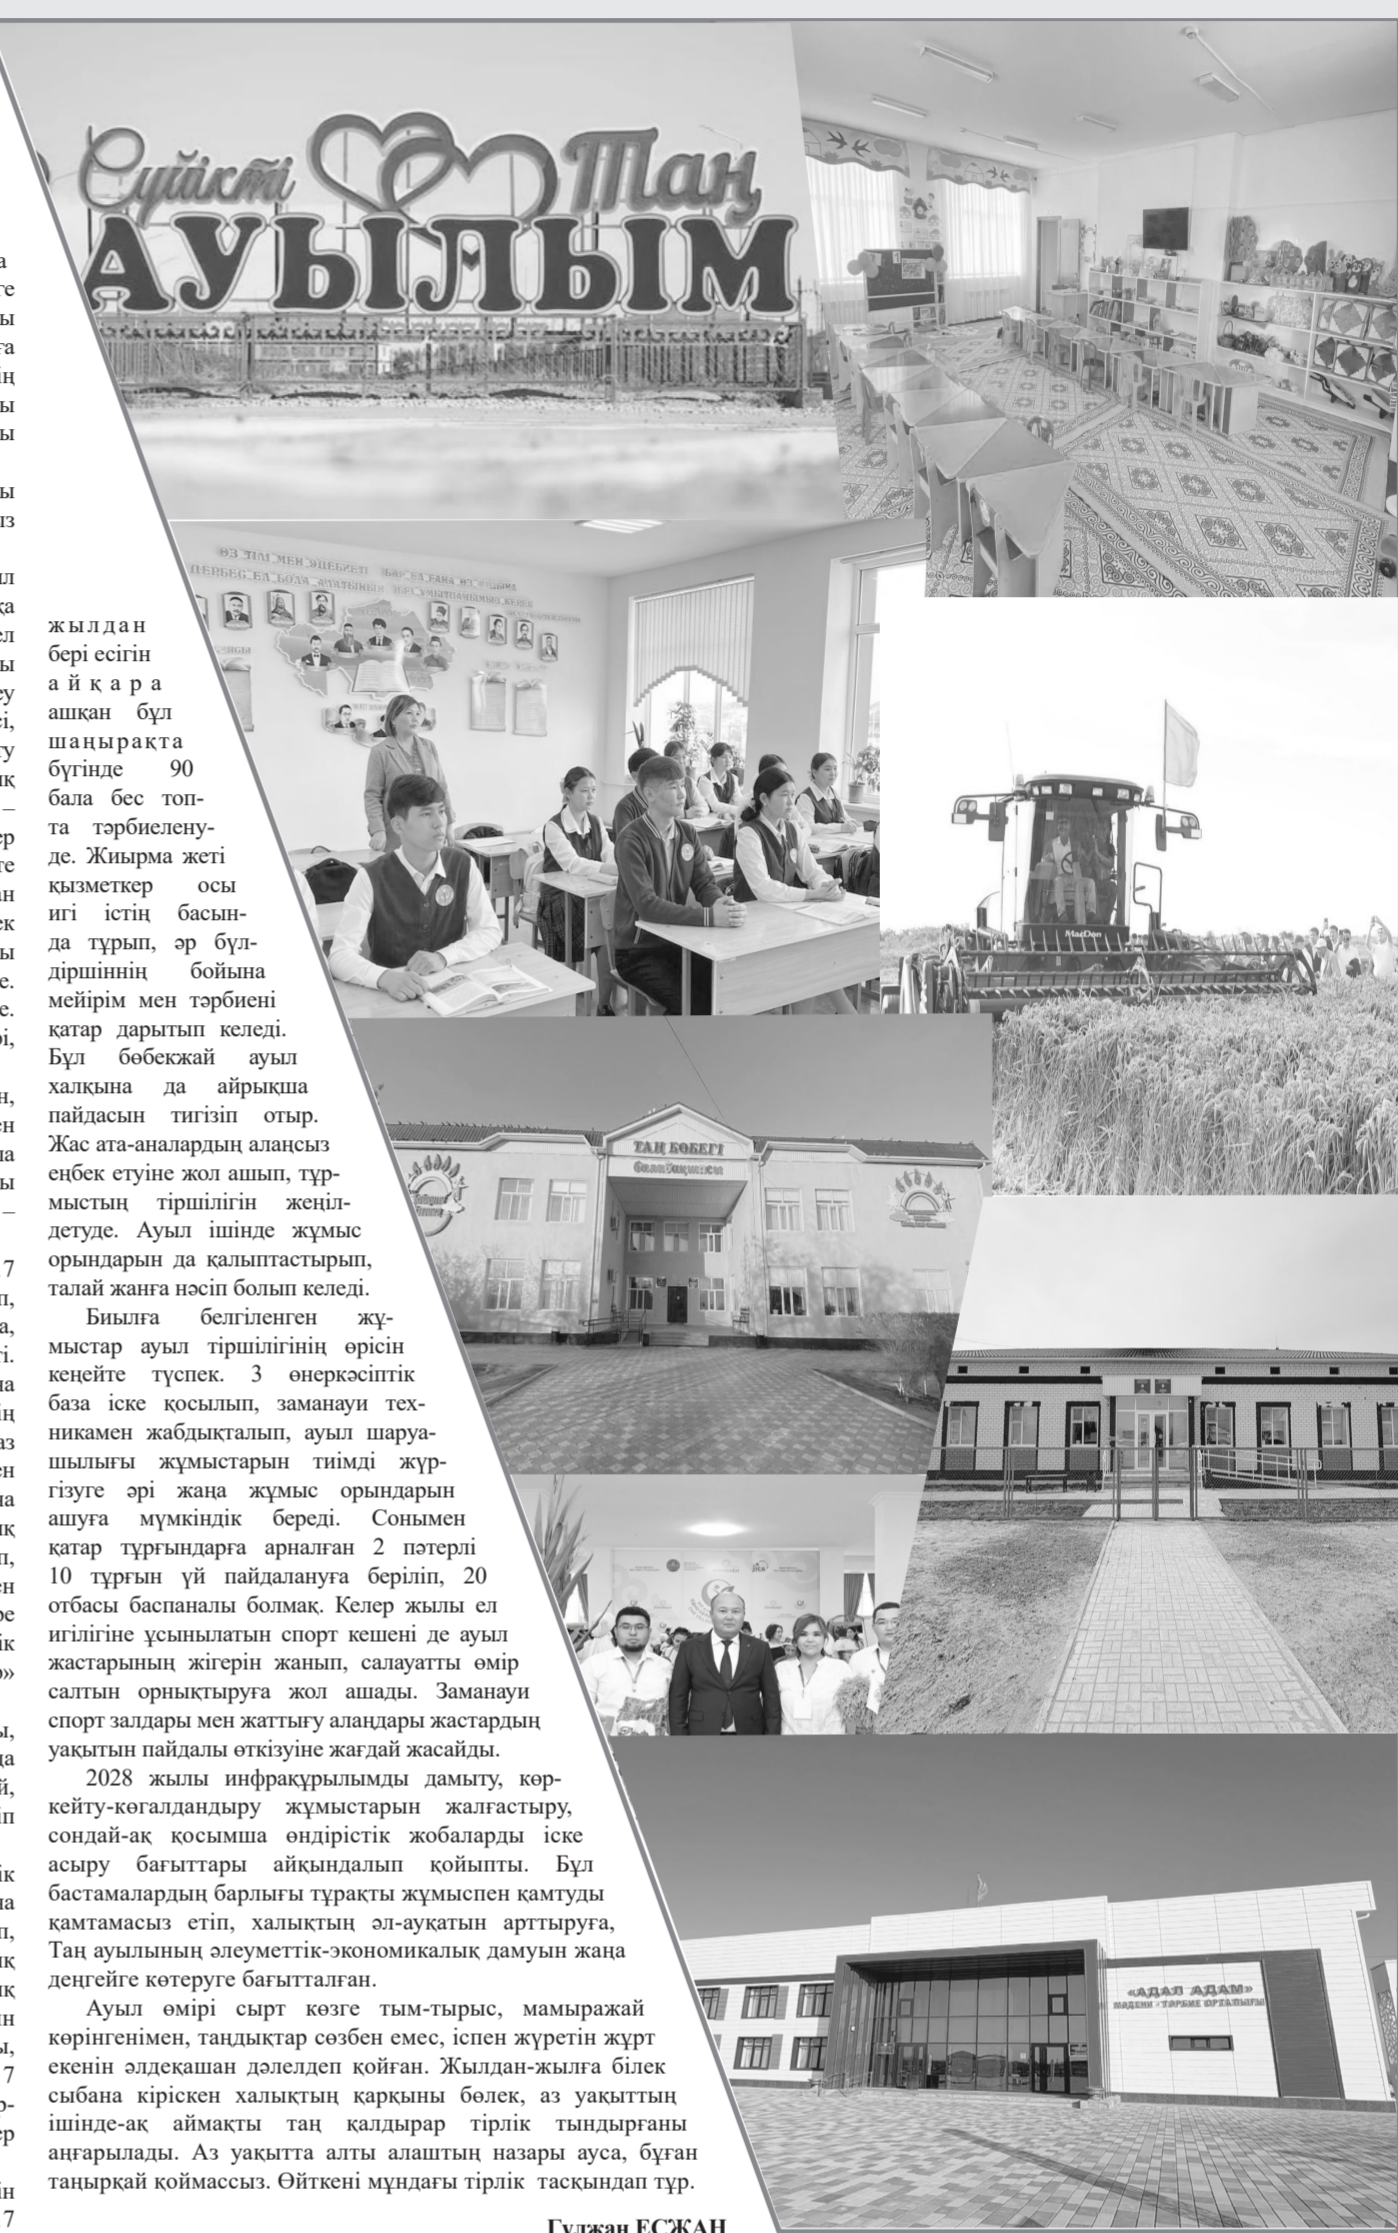 Сүйікті Таң
АУЫЛЫМ
жылдан
бері есігін
айқара
ашқан бұл
шаңырақта
бүгінде 90
бала бес топ-
та тәрбиелену-
де. Жиырма жеті
қызметкер осы
игі істің басын-
да тұрып, әр бүл-
діршіннің бойына
мейірім мен тәрбиені
қатар дарытып келеді.
Бұл бөбекжай ауыл
халқына да айрықша
пайдасын тигізіп отыр.
Жас ата-аналардың алаңсыз
еңбек етуіне жол ашып, тұр-
мыстың тіршілігін жеңіл-
детуде. Ауыл ішінде жұмыс
орындарын да қалыптастырып,
талай жанға нәсіп болып келеді.
Биылға белгіленген жұ-
мыстар ауыл тіршілігінің өрісін
кеңейте түспек. 3 өнеркәсіптік
база іске қосылып, заманауи тех-
никамен жабдықталып, ауыл шаруа-
шылығы жұмыстарын тиімді жүр-
гізуге әрі жаңа жұмыс орындарын
ашуға мүмкіндік береді. Сонымен
қатар тұрғындарға арналған 2 пәтерлі
10 тұрғын үй пайдалануға беріліп, 20
отбасы баспаналы болмақ. Келер жылы ел
игілігіне ұсынылатын спорт кешені де ауыл
жастарының жігерін жанып, салауатты өмір
салтын орнықтыруға жол ашады. Заманауи
спорт залдары мен жаттығу алаңдары жастардың
уақытын пайдалы өткізуіне жағдай жасайды.
2028 жылы инфрақұрылымды дамыту, көр-
кейту-көгалдандыру жұмыстарын жалғастыру,
сондай-ақ қосымша өндірістік жобаларды іске
асыру бағыттары айқындалып қойыпты. Бұл
бастамалардың барлығы тұрақты жұмыспен қамтуды
қамтамасыз етіп, халықтың әл-ауқатын арттыруға,
Таң ауылының әлеуметтік-экономикалық дамуын жаңа
деңгейге көтеруге бағытталған.
Ауыл өмірі сырт көзге тым-тырыс, мамыражай
көрінгенімен, таңдықтар сөзбен емес, іспен жүретін жұрт
екенін әлдеқашан дәлелдеп қойған. Жылдан-жылға білек
сыбана кіріскен халықтың қарқыны бөлек, аз уақыттың
ішінде-ақ аймақты таң қалдырар тірлік тындырғаны
аңғарылады. Аз уақытта алты алаштың назары ауса, бұған
таңырқай қоймассыз. Өйткені мұндағы тірлік тасқындап тұр.
Гүлжан ЕСЖАН
MacDon
ТАҢ БӨБЕГІ
балабақшасы
«АДАЛ АДАМ»
МӘДЕНИ - ТӘРБИЕ ОРТАЛЫҒЫ